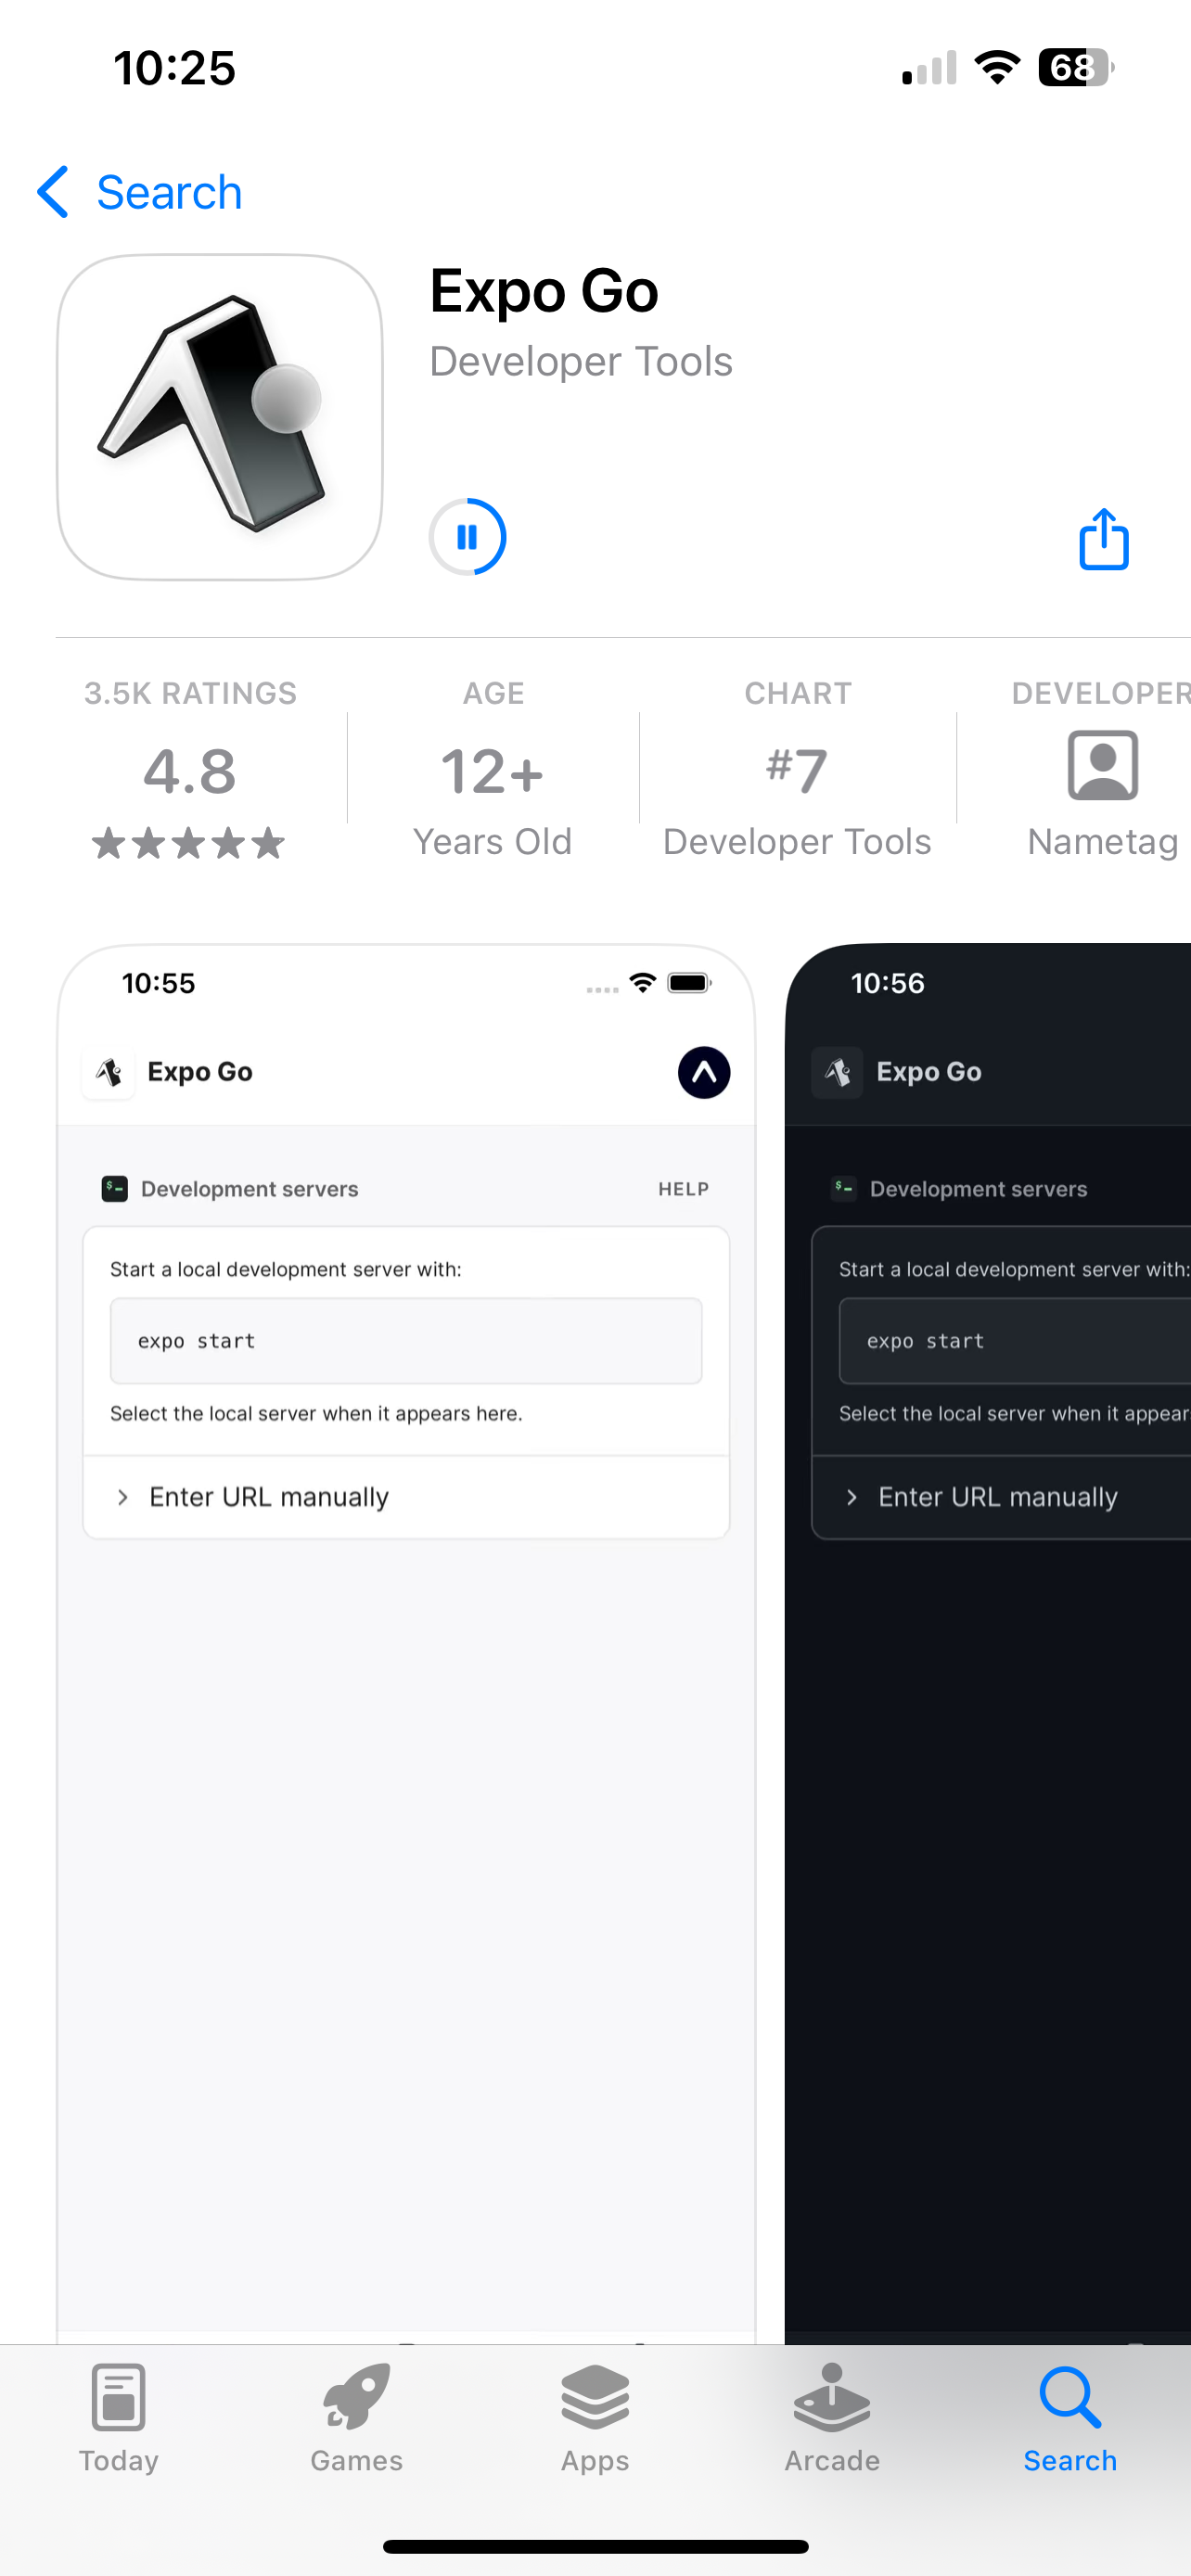 10:25
68
Search
Expo Go
Developer Tools
3.5K RATINGS
4.8
AGE
12+
Years Old
CHART
#7
Developer Tools
DEVELOPER
Nametag
10:55
Expo Go
$
Development servers
HELP
Start a local development server with:
expo start
Select the local server when it appears here.
Enter URL manually
10:56
Expo Go
$
Development servers
Start a local development server with:
expo start
Select the local server when it appear
Enter URL manually
Today
Games
Apps
Arcade
Search